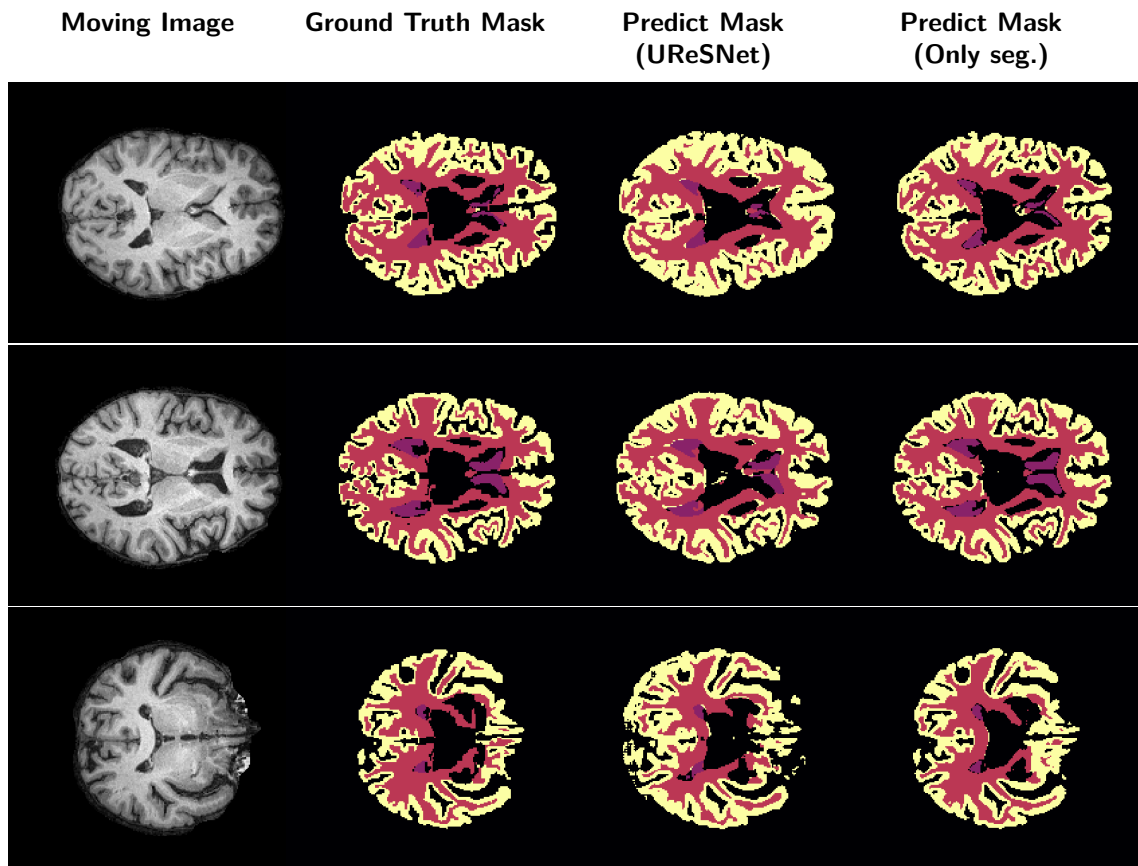 Moving Image
Ground Truth Mask
Predict Mask
(UReSNet)
Predict Mask
(Only seg.)